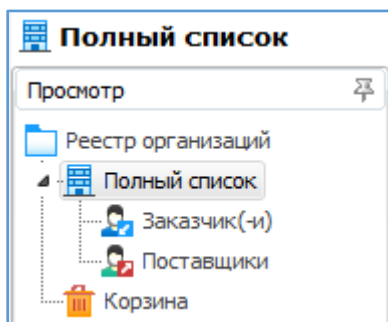 Полный список
Просмотр
Реестр организаций
Полный список
Заказчик(-и)
Поставщики
Корзина